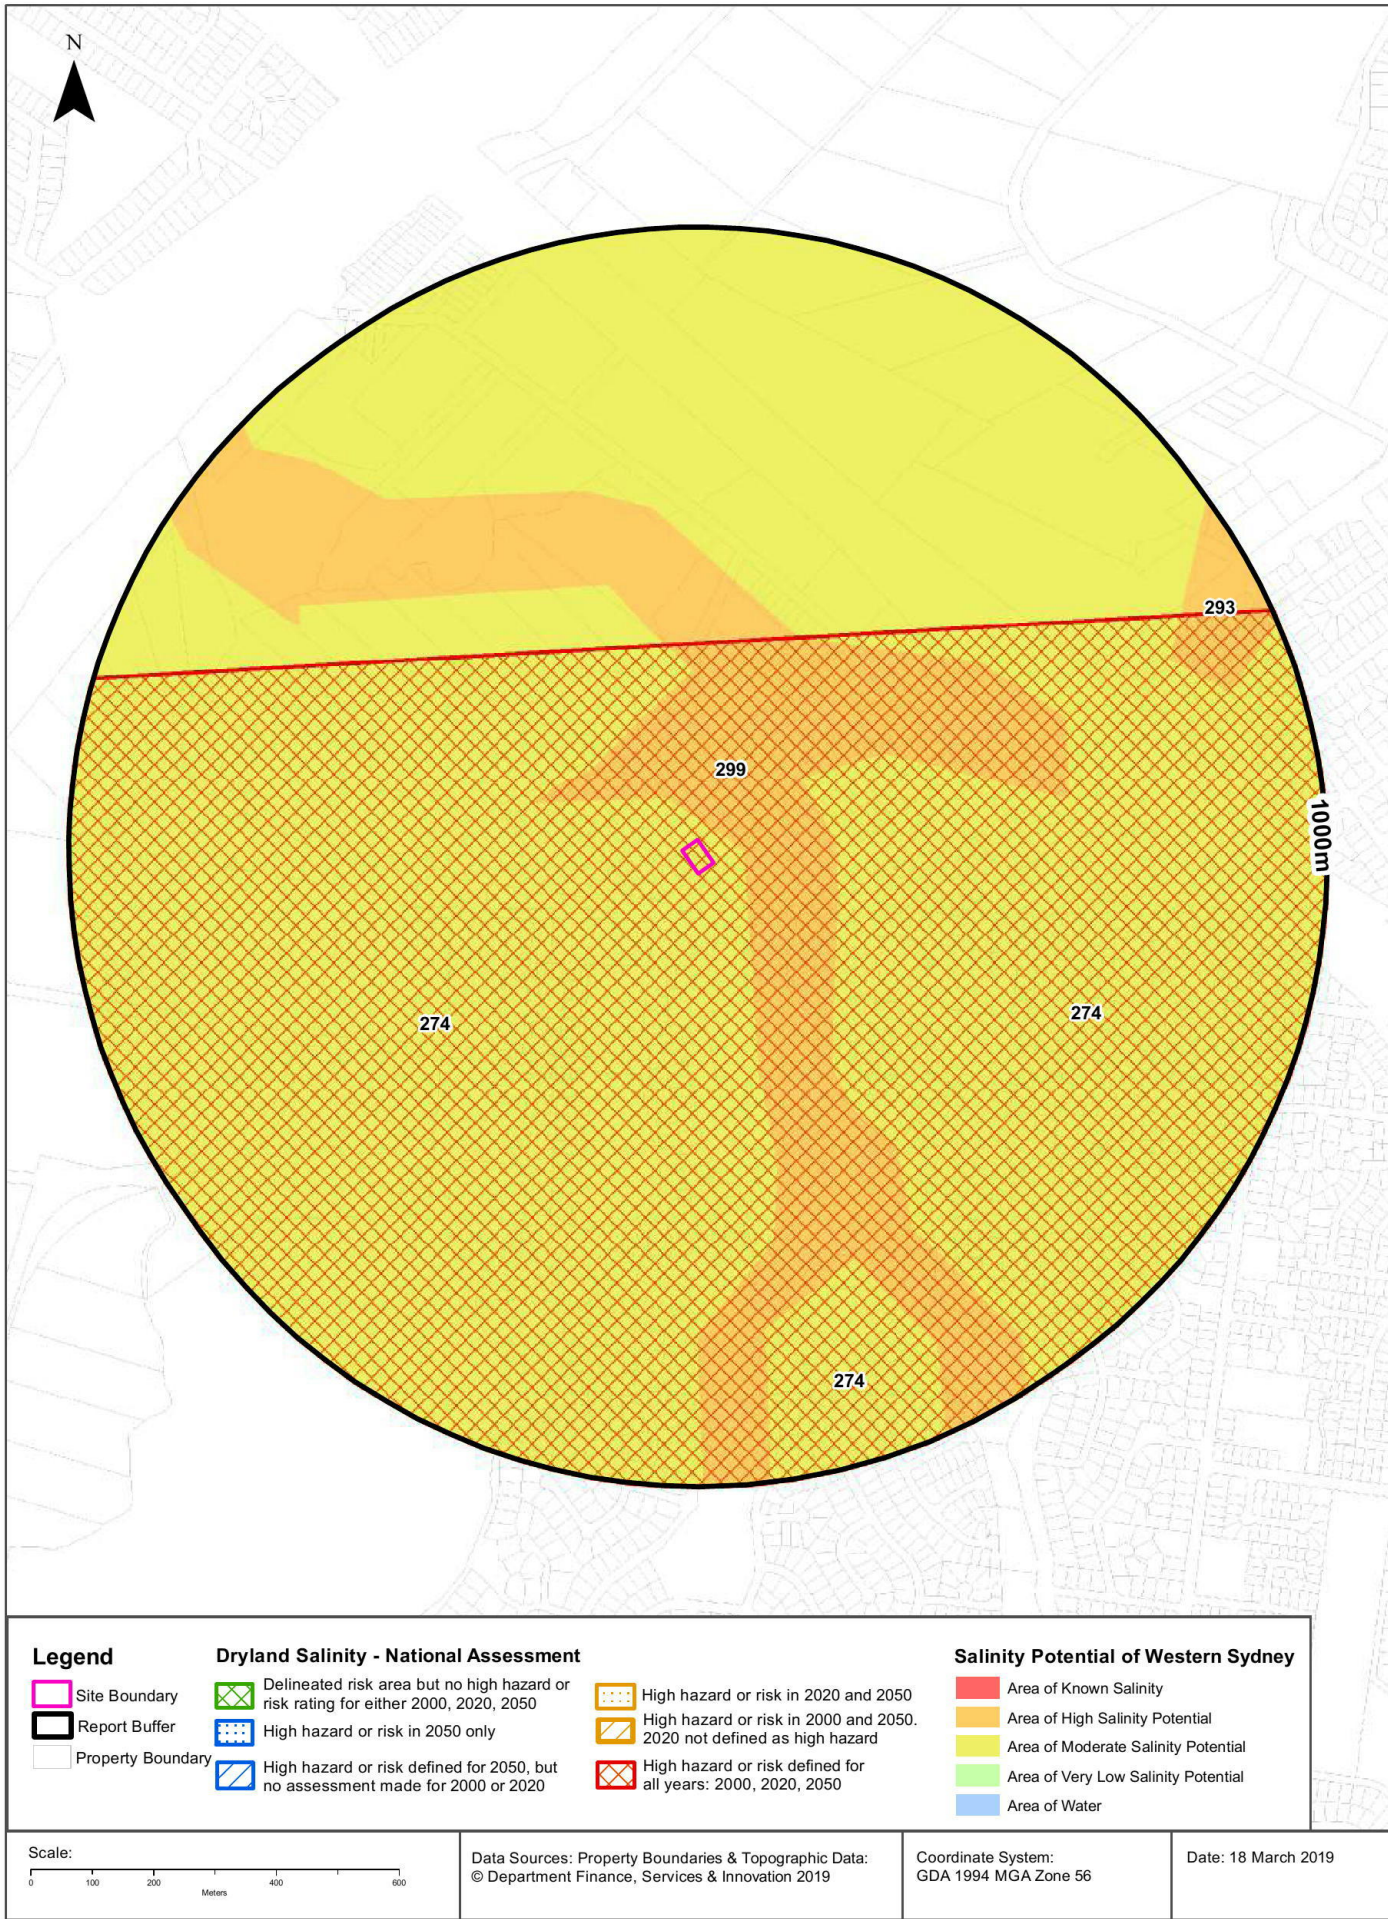 N
293
299
1000m
274
274
274
Legend
Site Boundary
Report Buffer
Property Boundary
Dryland Salinity - National Assessment
Delineated risk area but no high hazard or
risk rating for either 2000, 2020, 2050
High hazard or risk in 2050 only
High hazard or risk defined for 2050, but
no assessment made for 2000 or 2020
High hazard or risk in 2020 and 2050
High hazard or risk in 2000 and 2050.
2020 not defined as high hazard
High hazard or risk defined for
all years: 2000, 2020, 2050
Salinity Potential of Western Sydney
Area of Known Salinity
Area of High Salinity Potential
Area of Moderate Salinity Potential
Area of Very Low Salinity Potential
Area of Water
Scale:
0 100 200 400 600
Meters
Data Sources: Property Boundaries & Topographic Data:
© Department Finance, Services & Innovation 2019
Coordinate System:
GDA 1994 MGA Zone 56
Date: 18 March 2019